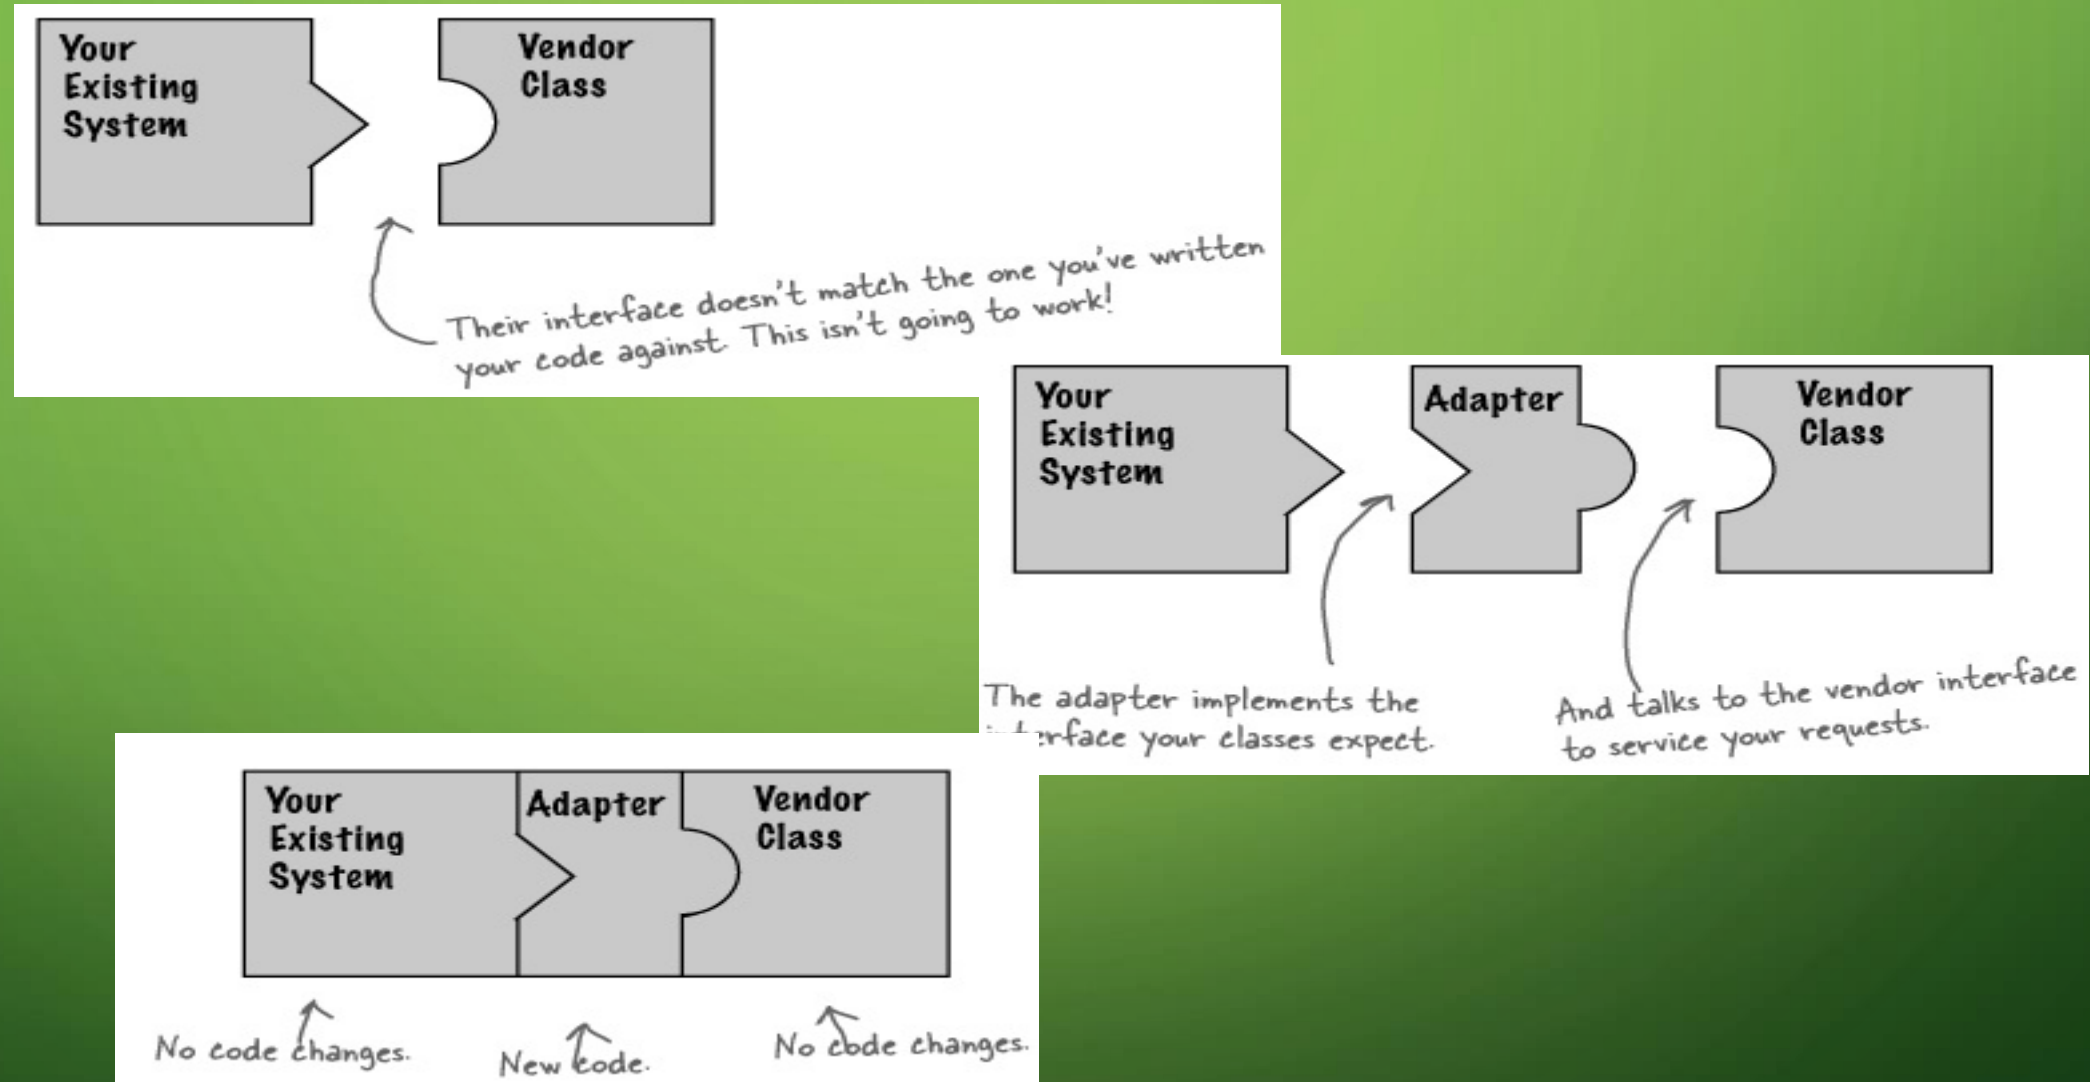 Your
Existing
System
Vendor
Class
Their interface doesn't match the one you've written
your code against. This isn't going to work!
Your
Existing
System
Adapter
Vendor
Class
The adapter implements the
interface your classes expect.
And talks to the vendor interface
to service your requests.
Your
Existing
System
Adapter
Vendor
Class
No code changes.
New code.
No code changes.